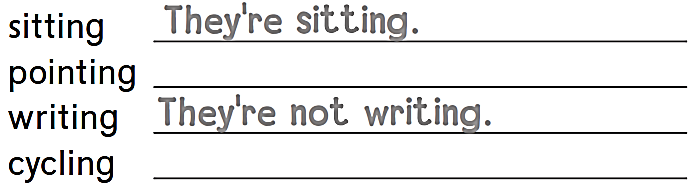 sitting They're sitting.
pointing
writing They're not writing.
cycling